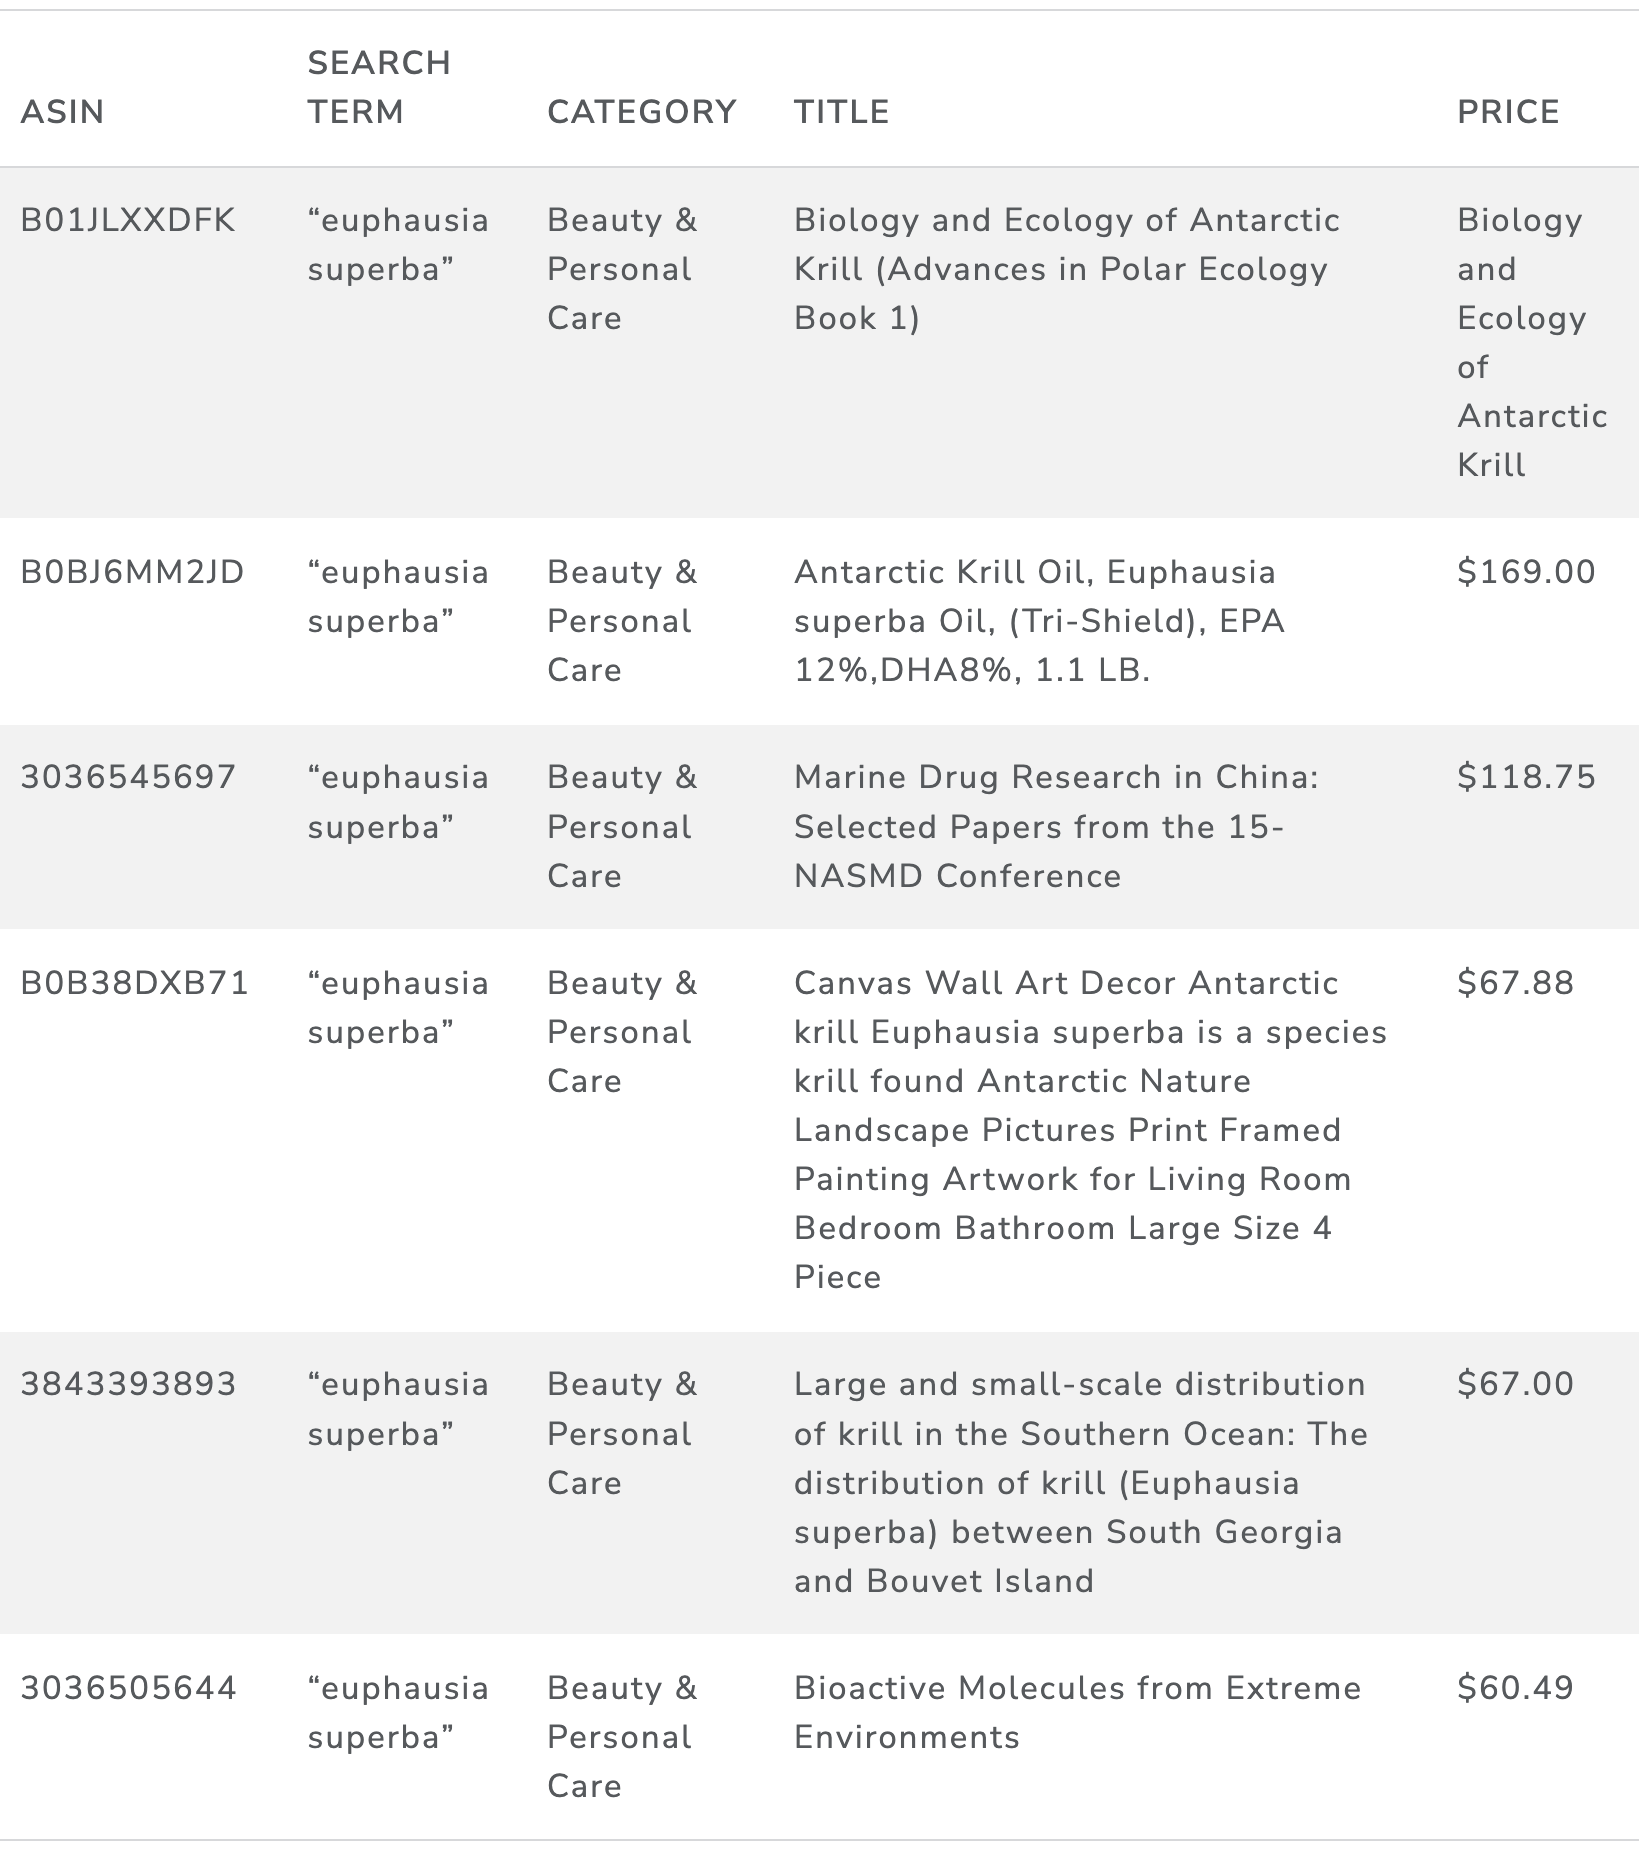 ASIN
SEARCH
TERM
CATEGORY
TITLE
PRICE
B01JLXXDFK
“euphausia
superba”
Beauty &
Personal
Care
Biology and Ecology of Antarctic
Krill (Advances in Polar Ecology
Book 1)
Biology
and
Ecology
of
Antarctic
Krill
B0BJ6MM2JD
“euphausia
superba”
Beauty &
Personal
Care
Antarctic Krill Oil, Euphausia
superba Oil, (Tri-Shield), EPA
12%,DHA8%, 1.1 LB.
$169.00
3036545697
“euphausia
superba”
Beauty &
Personal
Care
Marine Drug Research in China:
Selected Papers from the 15-
NASMD Conference
$118.75
B0B38DXB71
“euphausia
superba”
Beauty &
Personal
Care
Canvas Wall Art Decor Antarctic
krill Euphausia superba is a species
krill found Antarctic Nature
Landscape Pictures Print Framed
Painting Artwork for Living Room
Bedroom Bathroom Large Size 4
Piece
$67.88
3843393893
“euphausia
superba”
Beauty &
Personal
Care
Large and small-scale distribution
of krill in the Southern Ocean: The
distribution of krill (Euphausia
superba) between South Georgia
and Bouvet Island
$67.00
3036505644
“euphausia
superba”
Beauty &
Personal
Care
Bioactive Molecules from Extreme
Environments
$60.49